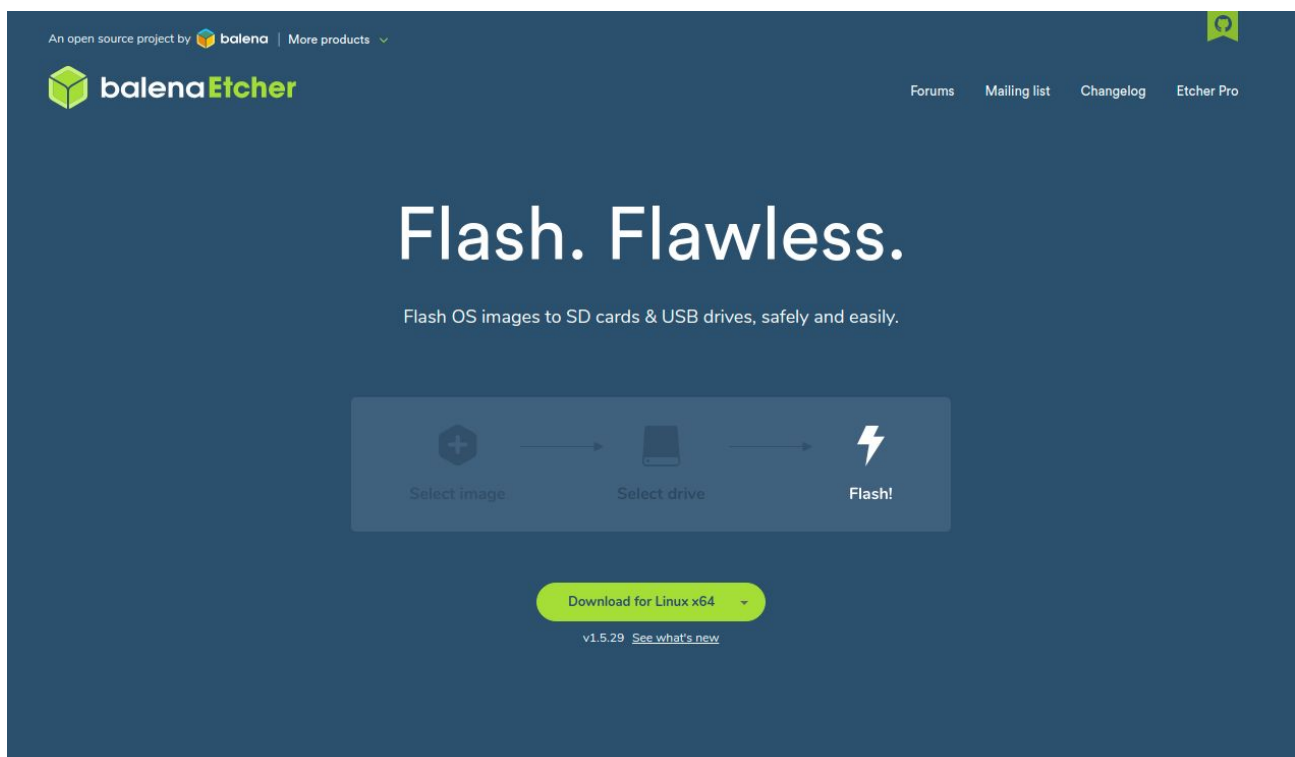 An open source project by balena | More products
balenaEtcher
Forums Mailing list Changelog Etcher Pro
Flash. Flawless.
Flash OS images to SD cards & USB drives, safely and easily.
Select image Select drive Flash!
Download for Linux x64
v1.5.29 See what's new